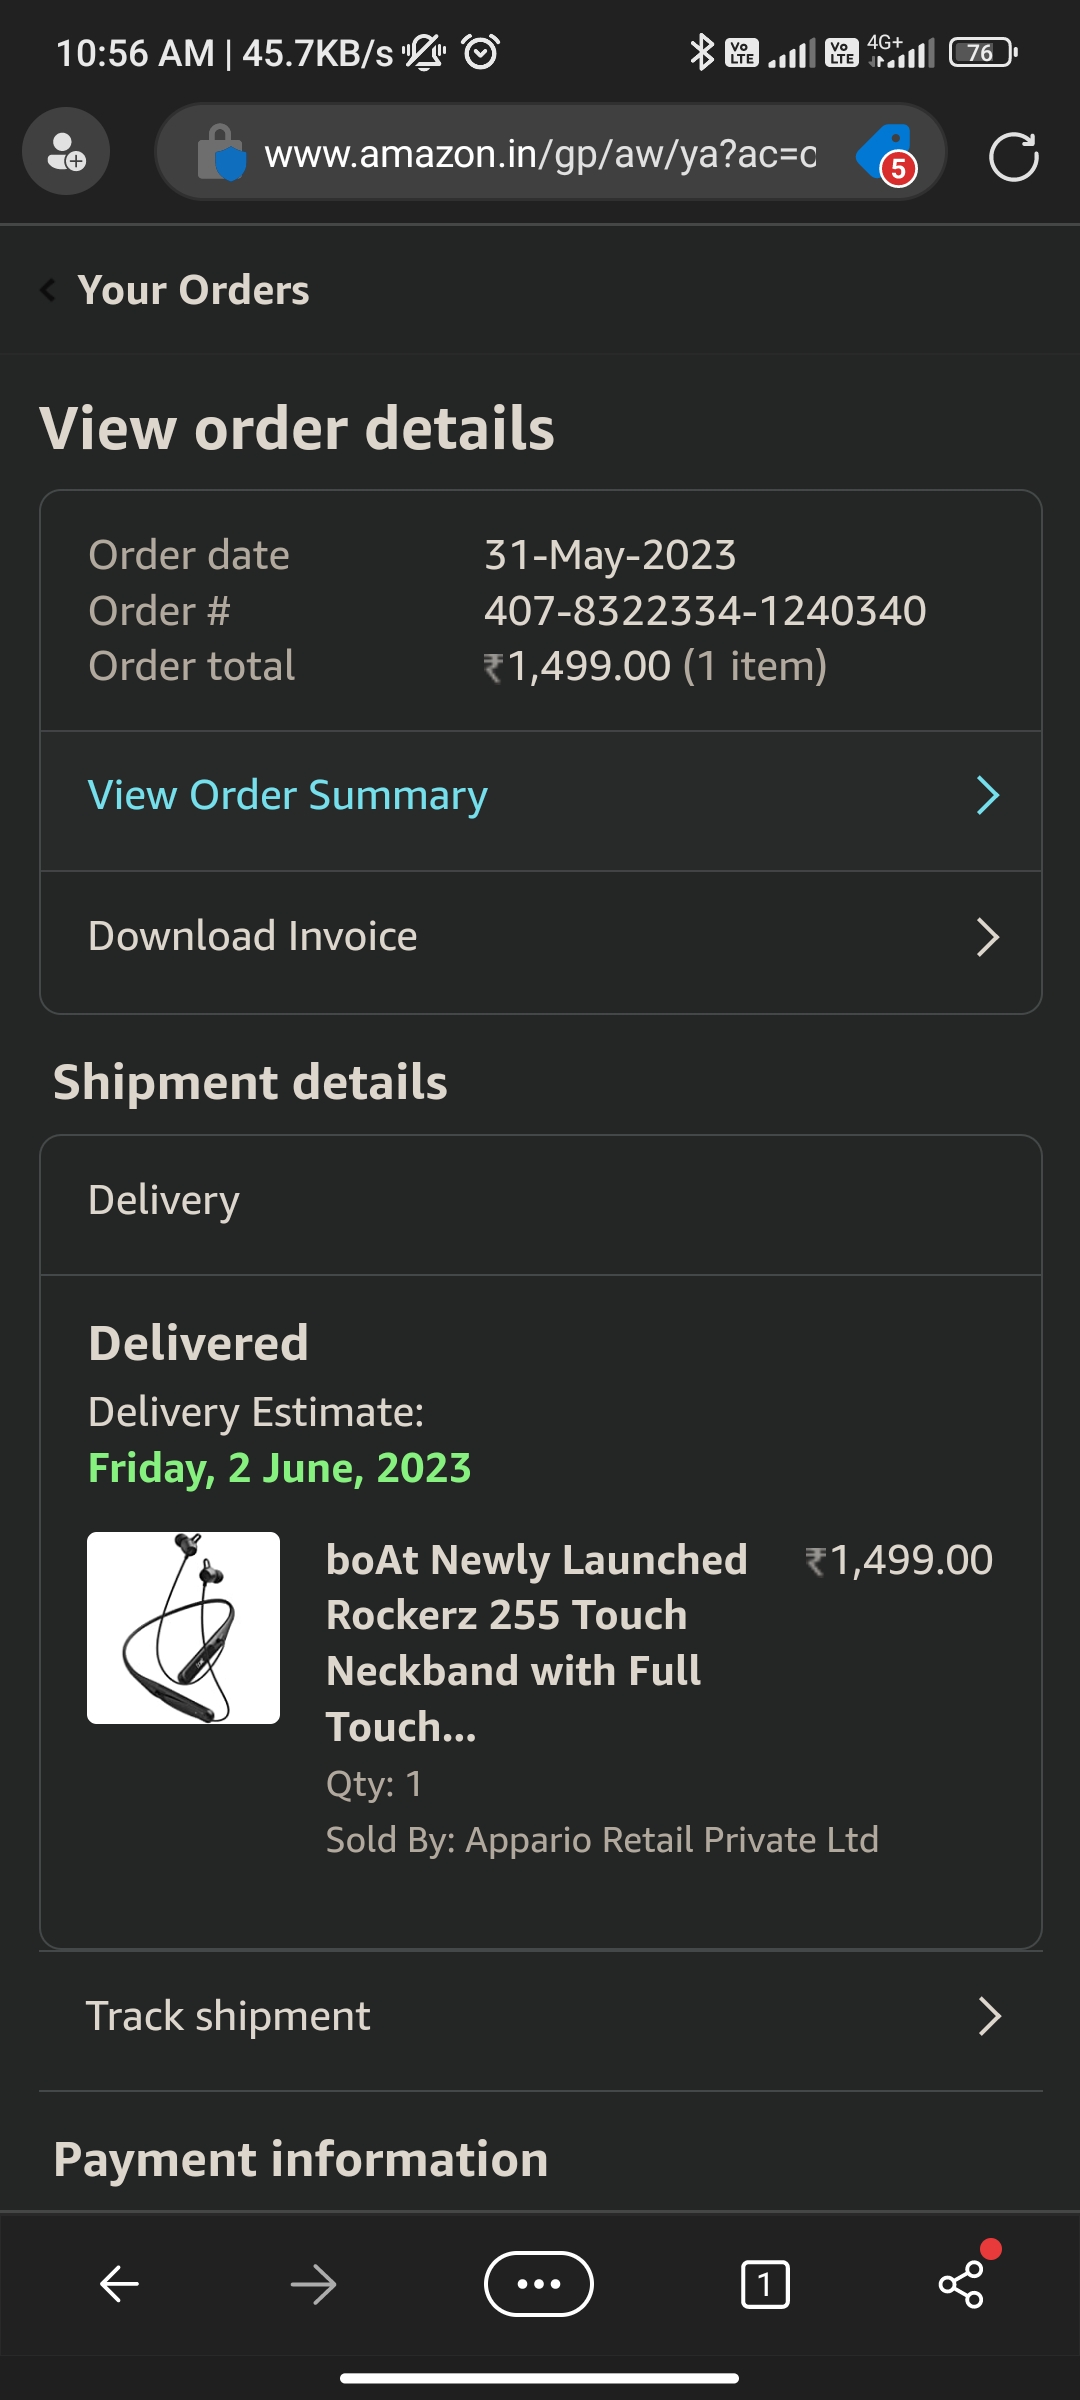 10:56 AM | 45.7KB/s Vo LTE Vo LTE 4G+ 76
www.amazon.in/gp/aw/ya?ac=o 5
Your Orders
View order details
Order date 31-May-2023
Order # 407-8322334-1240340
Order total ₹1,499.00 (1 item)
View Order Summary
Download Invoice
Shipment details
Delivery
Delivered
Delivery Estimate:
Friday, 2 June, 2023
boAt Newly Launched ₹1,499.00
Rockerz 255 Touch
Neckband with Full
Touch...
Qty: 1
Sold By: Appario Retail Private Ltd
Track shipment
Payment information
1